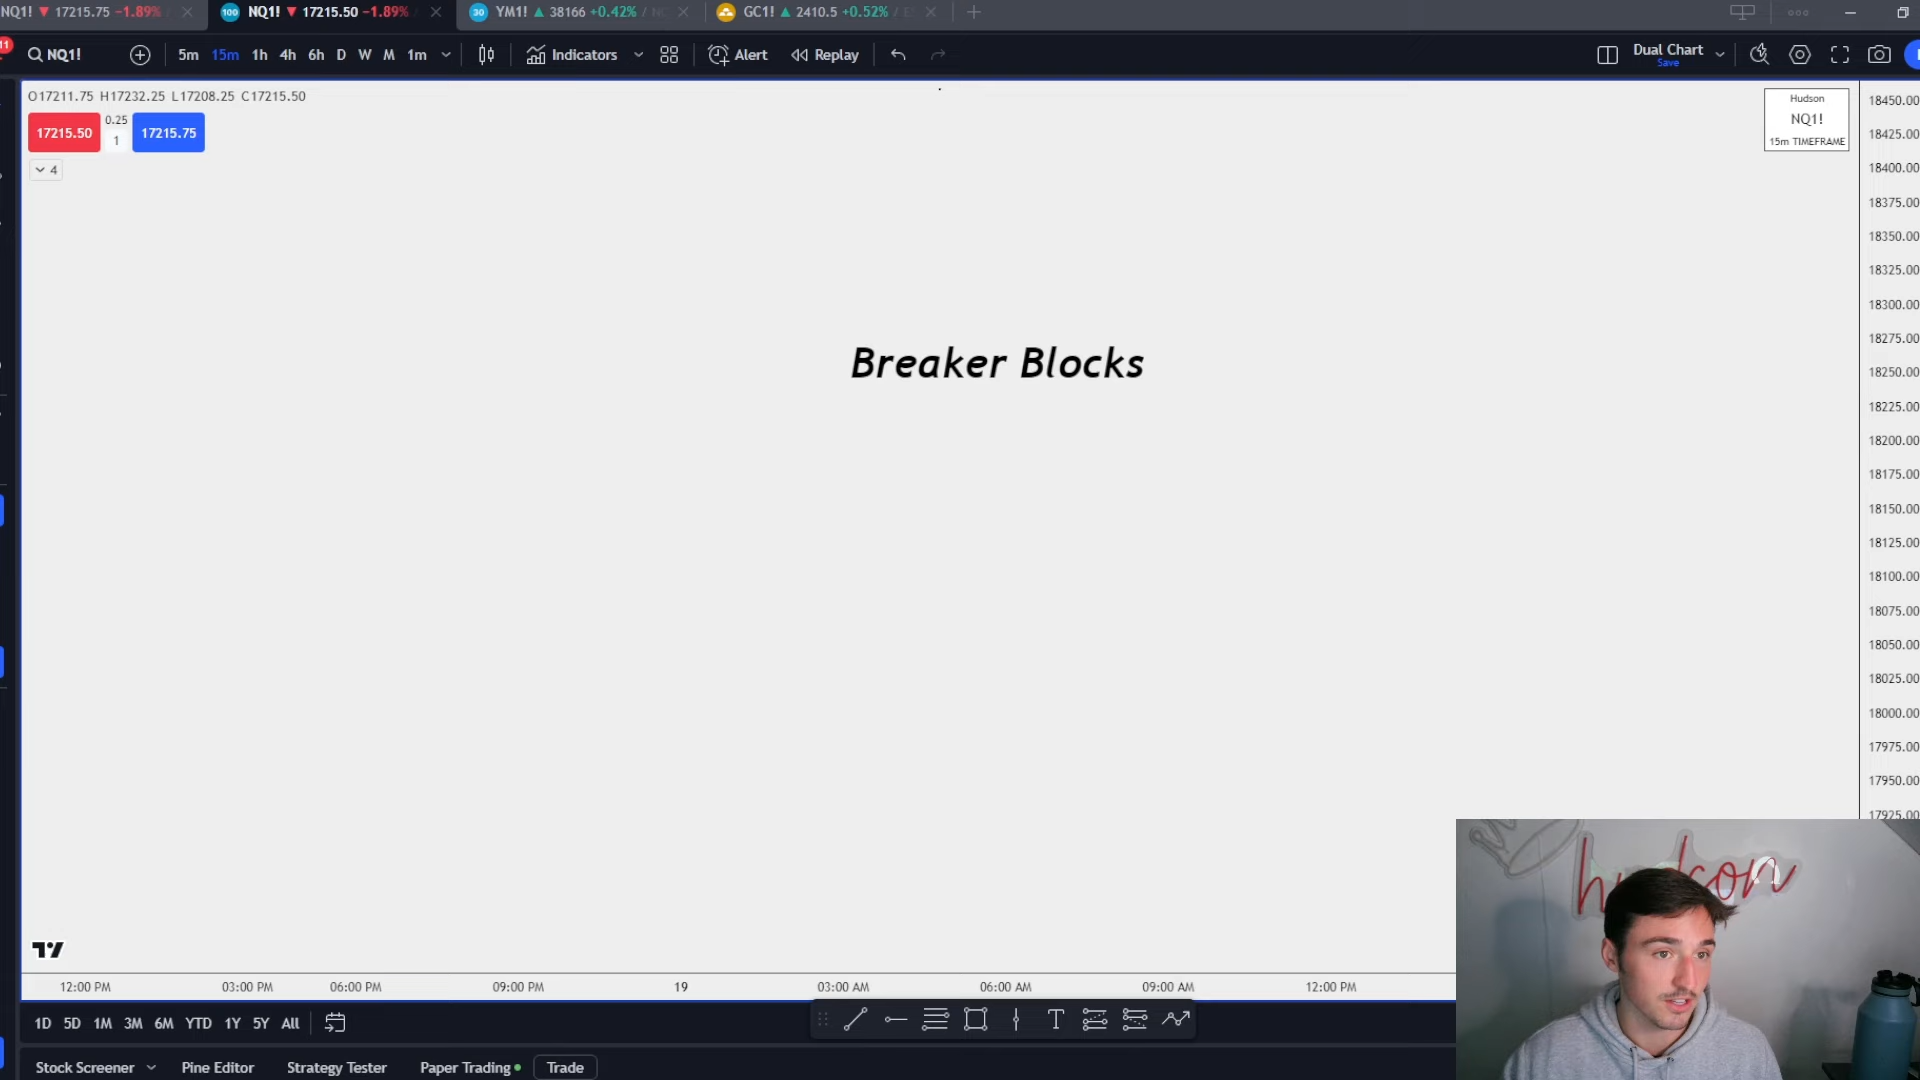 NQ1! ▼ 17215.75 −1.89%
100 NQ1! ▼ 17215.50 −1.89%
30 YM1! ▲ 38166 +0.42%
GC1! ▲ 2410.5 +0.52%
11
NQ1!
5m 15m 1h 4h 6h D W M 1m
Indicators
Alert
Replay
Dual Chart
Save
O17211.75 H17232.25 L17208.25 C17215.50
17215.50
0.25
1
17215.75
4
Hudson
NQ1!
15m TIMEFRAME
Breaker Blocks
18450.00
18425.00
18400.00
18375.00
18350.00
18325.00
18300.00
18275.00
18250.00
18225.00
18200.00
18175.00
18150.00
18125.00
18100.00
18075.00
18050.00
18025.00
18000.00
17975.00
17950.00
17925.00
hudson
12:00 PM 03:00 PM 06:00 PM 09:00 PM 19 03:00 AM 06:00 AM 09:00 AM 12:00 PM
1D 5D 1M 3M 6M YTD 1Y 5Y All
Stock Screener Pine Editor Strategy Tester Paper Trading Trade